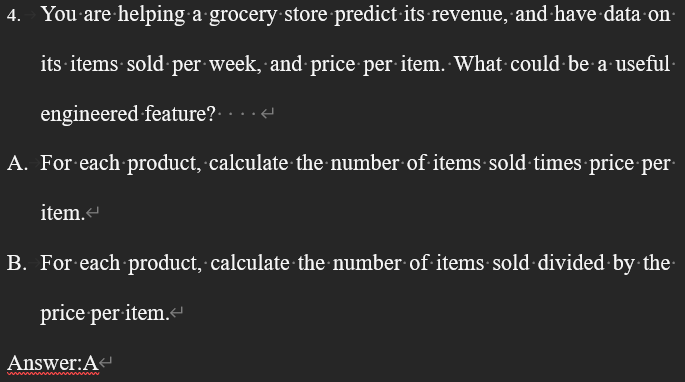 4. You are helping a grocery store predict its revenue, and have data on
its items sold per week, and price per item. What could be a useful
engineered feature?
A. For each product, calculate the number of items sold times price per
item.
B. For each product, calculate the number of items sold divided by the
price per item.
Answer:A